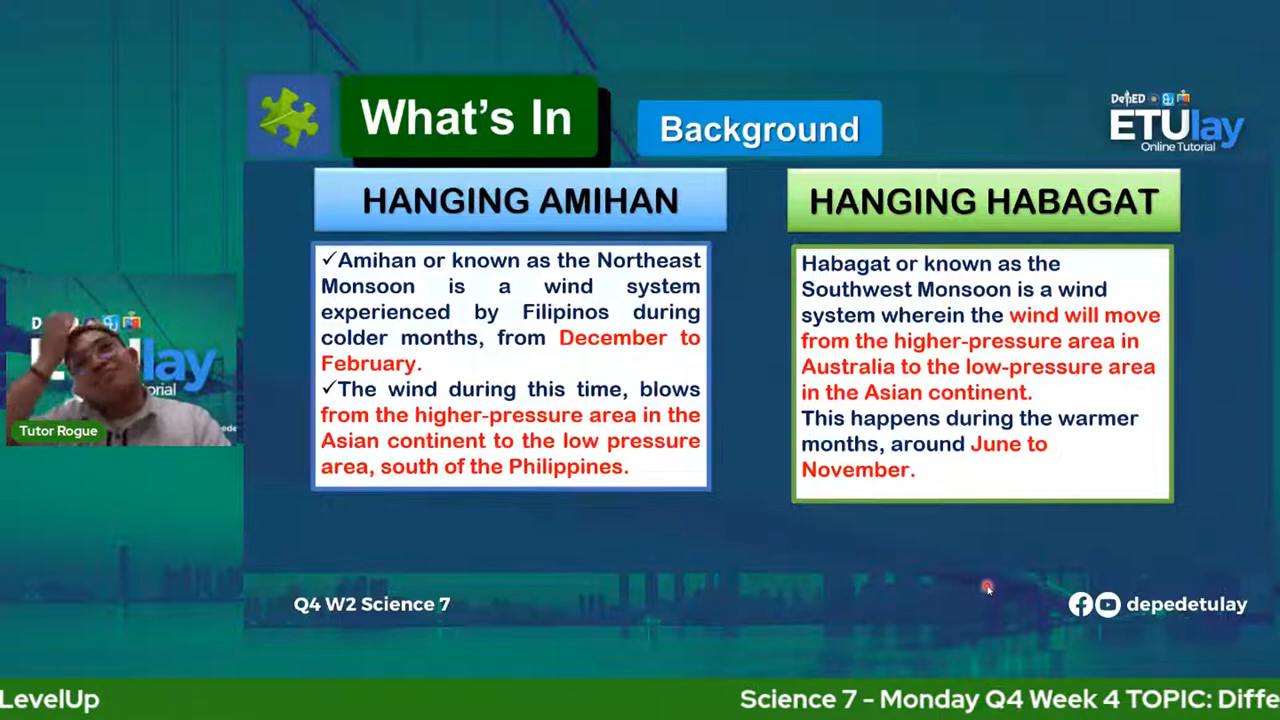 What's In
Background
DepED
ETUlay
Online Tutorial
HANGING AMIHAN
HANGING HABAGAT
✓Amihan or known as the Northeast
Monsoon is a wind system
experienced by Filipinos during
colder months, from December to
February.
✓The wind during this time, blows
from the higher-pressure area in the
Asian continent to the low pressure
area, south of the Philippines.
Habagat or known as the
Southwest Monsoon is a wind
system wherein the wind will move
from the higher-pressure area in
Australia to the low-pressure area
in the Asian continent.
This happens during the warmer
months, around June to
November.
Tutor Rogue
Q4 W2 Science 7
depedetulay
LevelUp
Science 7 - Monday Q4 Week 4 TOPIC: Diffe